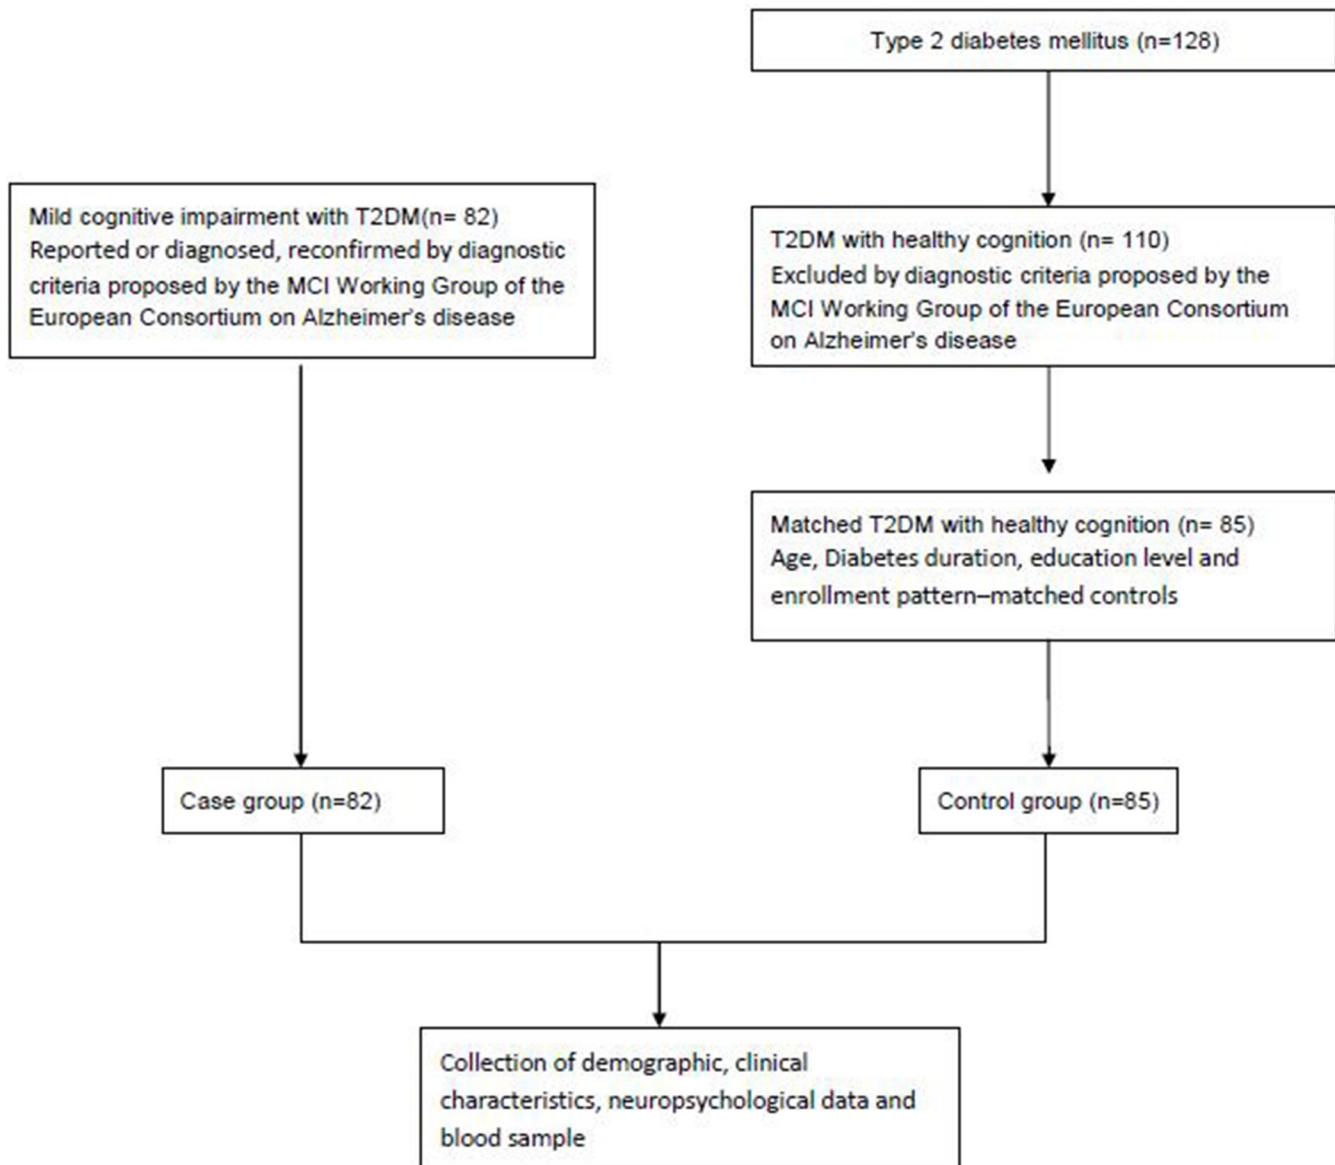 Type 2 diabetes mellitus (n=128)
Mild cognitive impairment with T2DM(n= 82)
Reported or diagnosed, reconfirmed by diagnostic
criteria proposed by the MCI Working Group of the
European Consortium on Alzheimer's disease
T2DM with healthy cognition (n= 110)
Excluded by diagnostic criteria proposed by the
MCI Working Group of the European Consortium
on Alzheimer's disease
Matched T2DM with healthy cognition (n= 85)
Age, Diabetes duration, education level and
enrollment pattern–matched controls
Case group (n=82)
Control group (n=85)
Collection of demographic, clinical
characteristics, neuropsychological data and
blood sample